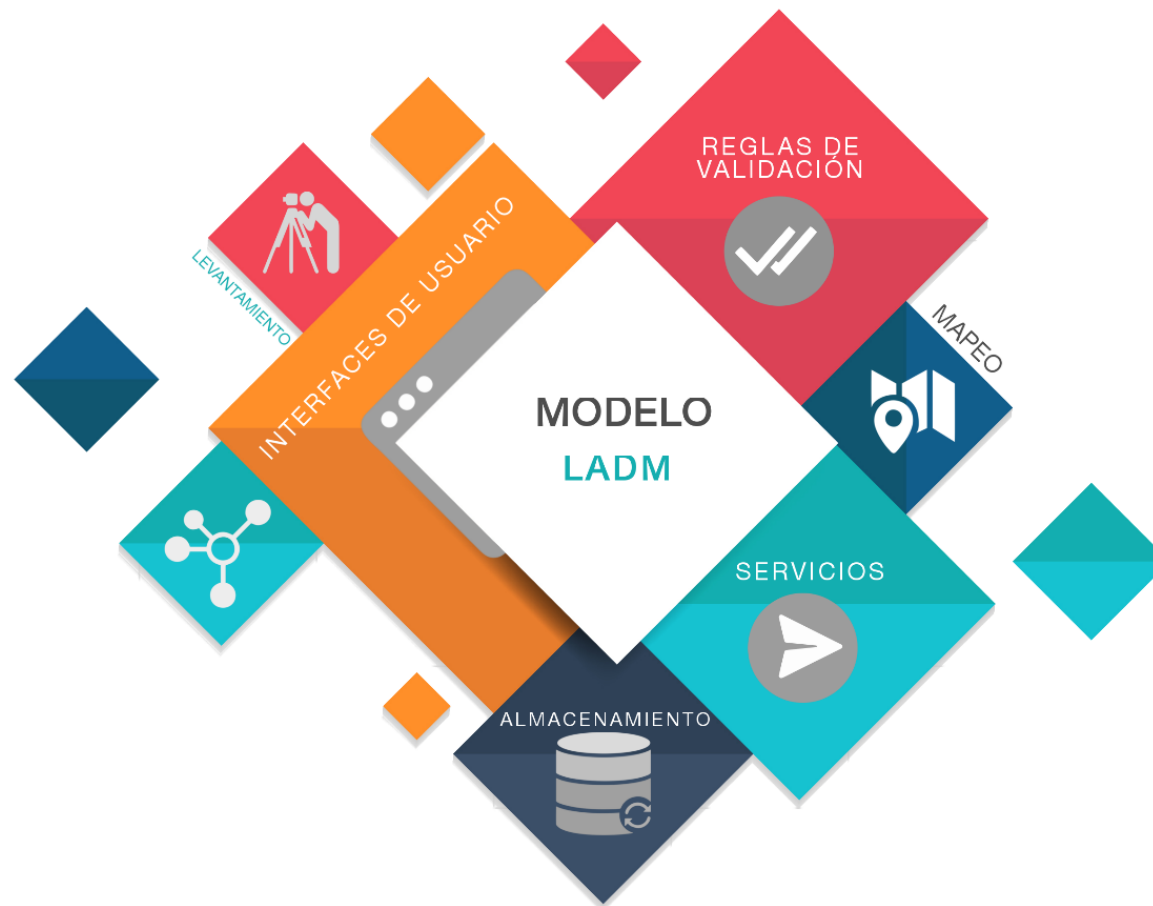 REGLAS DE
VALIDACIÓN
INTERFACES DE USUARIO
LEVANTAMIENTO
MAPEO
MODELO
LADM
SERVICIOS
ALMACENAMIENTO